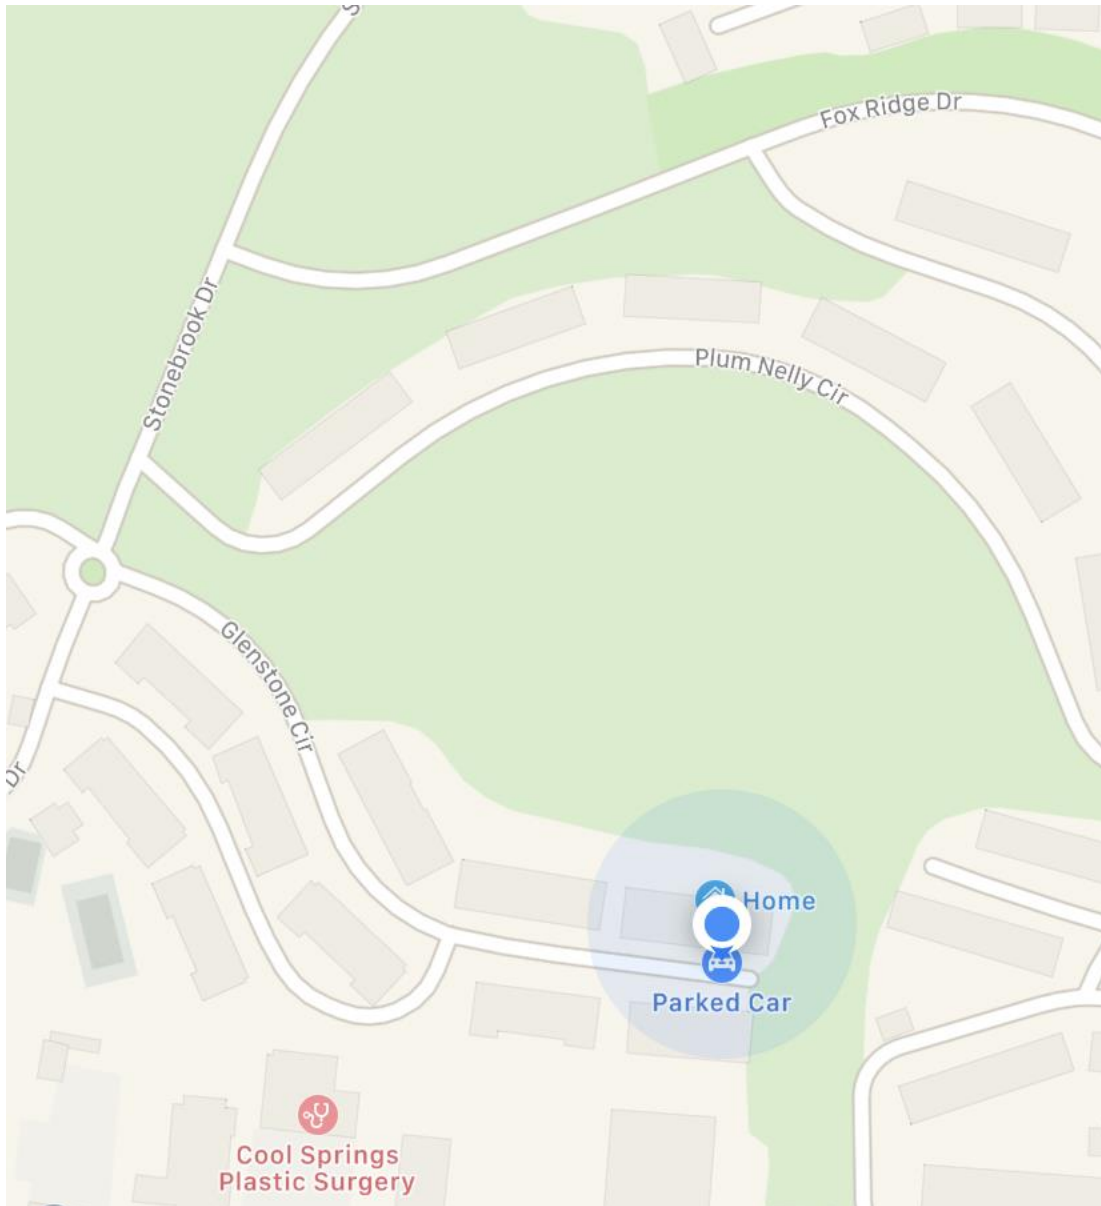 Fox Ridge Dr
Stonebrook Dr
Plum Nelly Cir
Glenstone Cir
Dr
Home
Parked Car
Cool Springs
Plastic Surgery